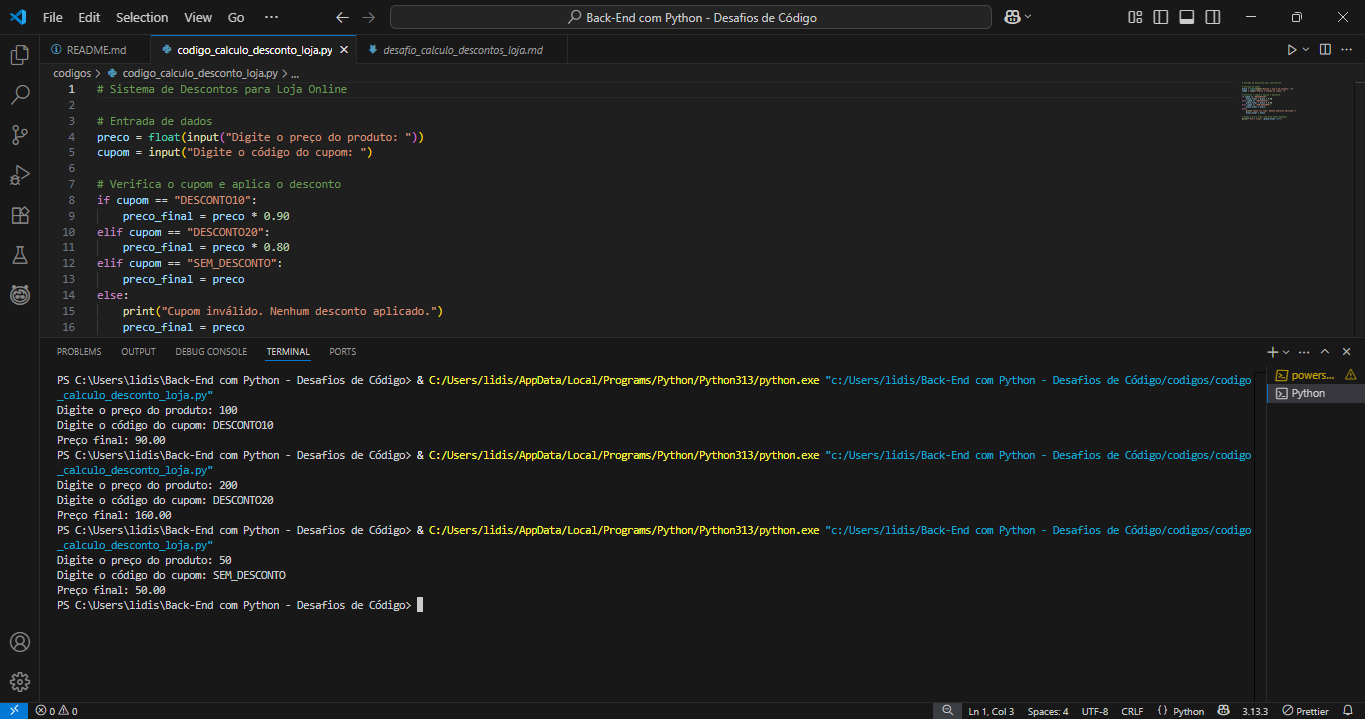 File Edit Selection View Go ··· Back-End com Python - Desafios de Código
README.md codigo_calculo_desconto_loja.py desafio_calculo_descontos_loja.md
codigos > codigo_calculo_desconto_loja.py > ...
1 # Sistema de Descontos para Loja Online
2
3 # Entrada de dados
4 preco = float(input("Digite o preço do produto: "))
5 cupom = input("Digite o código do cupom: ")
6
7 # Verifica o cupom e aplica o desconto
8 if cupom == "DESCONTO10":
9 preco_final = preco * 0.90
10 elif cupom == "DESCONTO20":
11 preco_final = preco * 0.80
12 elif cupom == "SEM_DESCONTO":
13 preco_final = preco
14 else:
15 print("Cupom inválido. Nenhum desconto aplicado.")
16 preco_final = preco
PROBLEMS OUTPUT DEBUG CONSOLE TERMINAL PORTS
PS C:\Users\lidis\Back-End com Python - Desafios de Código> & C:/Users/lidis/AppData/Local/Programs/Python/Python313/python.exe "c:/Users/lidis/Back-End com Python - Desafios de Código/codigos/codigo
_calculo_desconto_loja.py"
Digite o preço do produto: 100
Digite o código do cupom: DESCONTO10
Preço final: 90.00
PS C:\Users\lidis\Back-End com Python - Desafios de Código> & C:/Users/lidis/AppData/Local/Programs/Python/Python313/python.exe "c:/Users/lidis/Back-End com Python - Desafios de Código/codigos/codigo
_calculo_desconto_loja.py"
Digite o preço do produto: 200
Digite o código do cupom: DESCONTO20
Preço final: 160.00
PS C:\Users\lidis\Back-End com Python - Desafios de Código> & C:/Users/lidis/AppData/Local/Programs/Python/Python313/python.exe "c:/Users/lidis/Back-End com Python - Desafios de Código/codigos/codigo
_calculo_desconto_loja.py"
Digite o preço do produto: 50
Digite o código do cupom: SEM_DESCONTO
Preço final: 50.00
PS C:\Users\lidis\Back-End com Python - Desafios de Código>
powers...
Python
0 0 Ln 1, Col 3 Spaces: 4 UTF-8 CRLF {} Python 3.13.3 Prettier